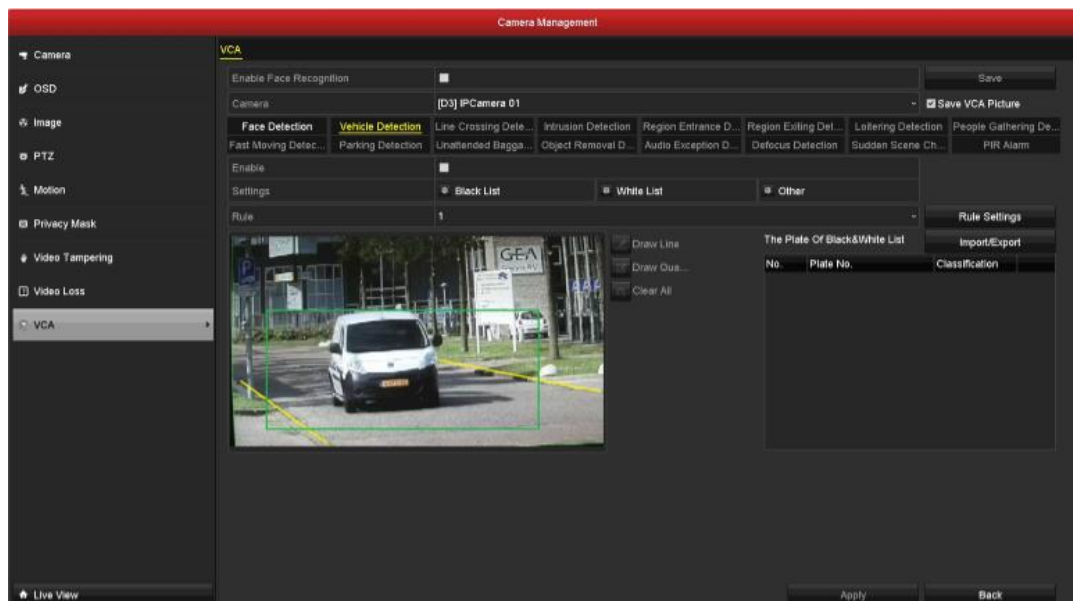 Camera Management
Camera
OSD
Image
PTZ
Motion
Privacy Mask
Video Tampering
Video Loss
VCA
Live View
VCA
Enable Face Recognition
Save
Camera
[D3] IPCamera 01
Save VCA Picture
Face Detection Vehicle Detection Line Crossing Dete... Intrusion Detection Region Entrance D... Region Exiting Det... Loitering Detection People Gathering De...
Fast Moving Detec... Parking Detection Unattended Bagga... Object Removal D... Audio Exception D... Defocus Detection Sudden Scene Ch... PIR Alarm
Enable
Settings
Black List
White List
Other
Rule
1
Rule Settings
GEA
P
Draw Line
Draw Qua...
Clear All
The Plate Of Black&White List
Import/Export
No. Plate No. Classification
Apply
Back